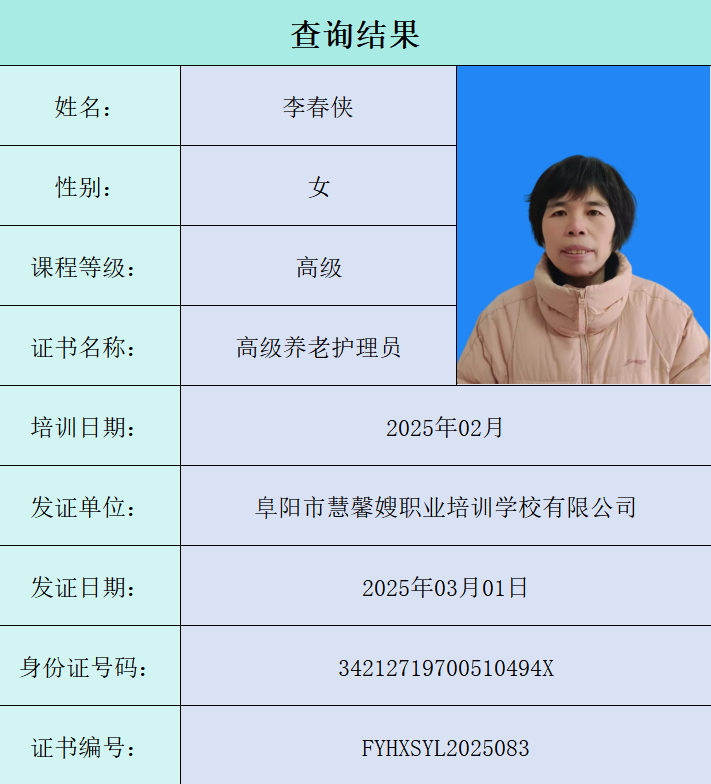 查询结果
姓名： 李春侠
性别： 女
课程等级： 高级
证书名称： 高级养老护理员
培训日期： 2025年02月
发证单位： 阜阳市慧馨嫂职业培训学校有限公司
发证日期： 2025年03月01日
身份证号码： 34212719700510494X
证书编号： FYHXSYL2025083